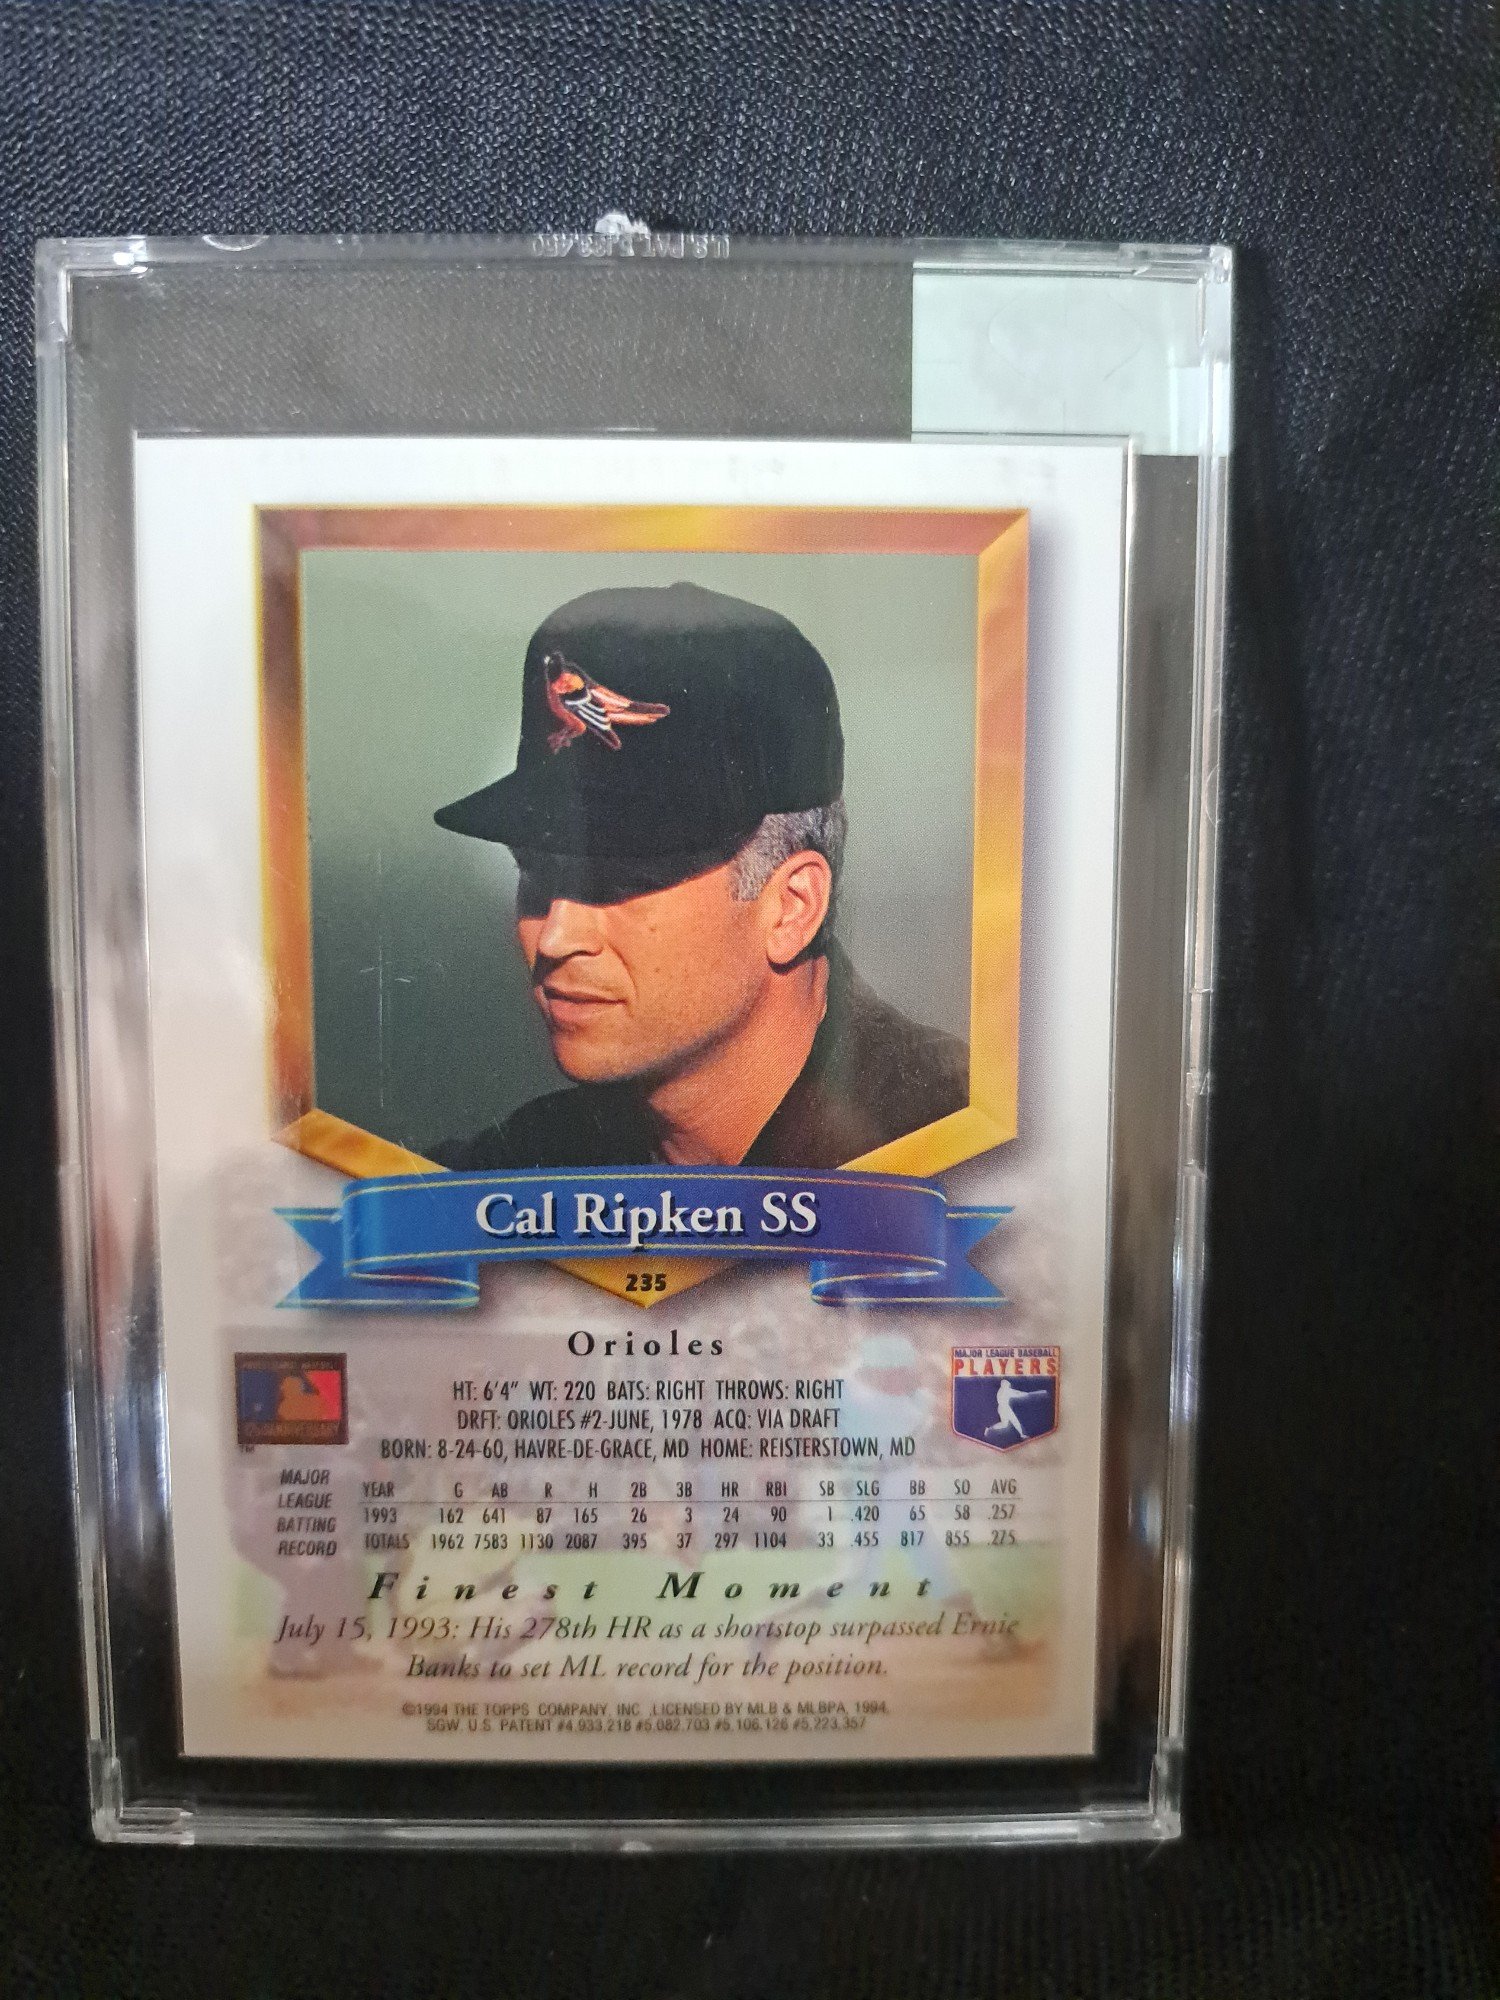 Cal Ripken SS
235
Orioles
MAJOR LEAGUE BASEBALL
PLAYERS
HT: 6'4" WT: 220 BATS: RIGHT THROWS: RIGHT
DRFT: ORIOLES #2-JUNE, 1978 ACQ: VIA DRAFT
BORN: 8-24-60, HAVRE-DE-GRACE, MD HOME: REISTERSTOWN, MD
TM
MAJOR
LEAGUE
BATTING
RECORD
YEAR G AB R H 2B 3B HR RBI SB SLG BB SO AVG
1993 162 641 87 165 26 3 24 90 1 .420 65 58 .257
TOTALS 1962 7583 1130 2087 395 37 297 1104 33 .455 817 855 .275
Finest Moment
July 15, 1993: His 278th HR as a shortstop surpassed Ernie
Banks to set ML record for the position.
©1994 THE TOPPS COMPANY, INC. LICENSED BY MLB & MLBPA, 1994.
SGW. U.S. PATENT #4,933,218 #5,082,703 #5,106,126 #5,223,357